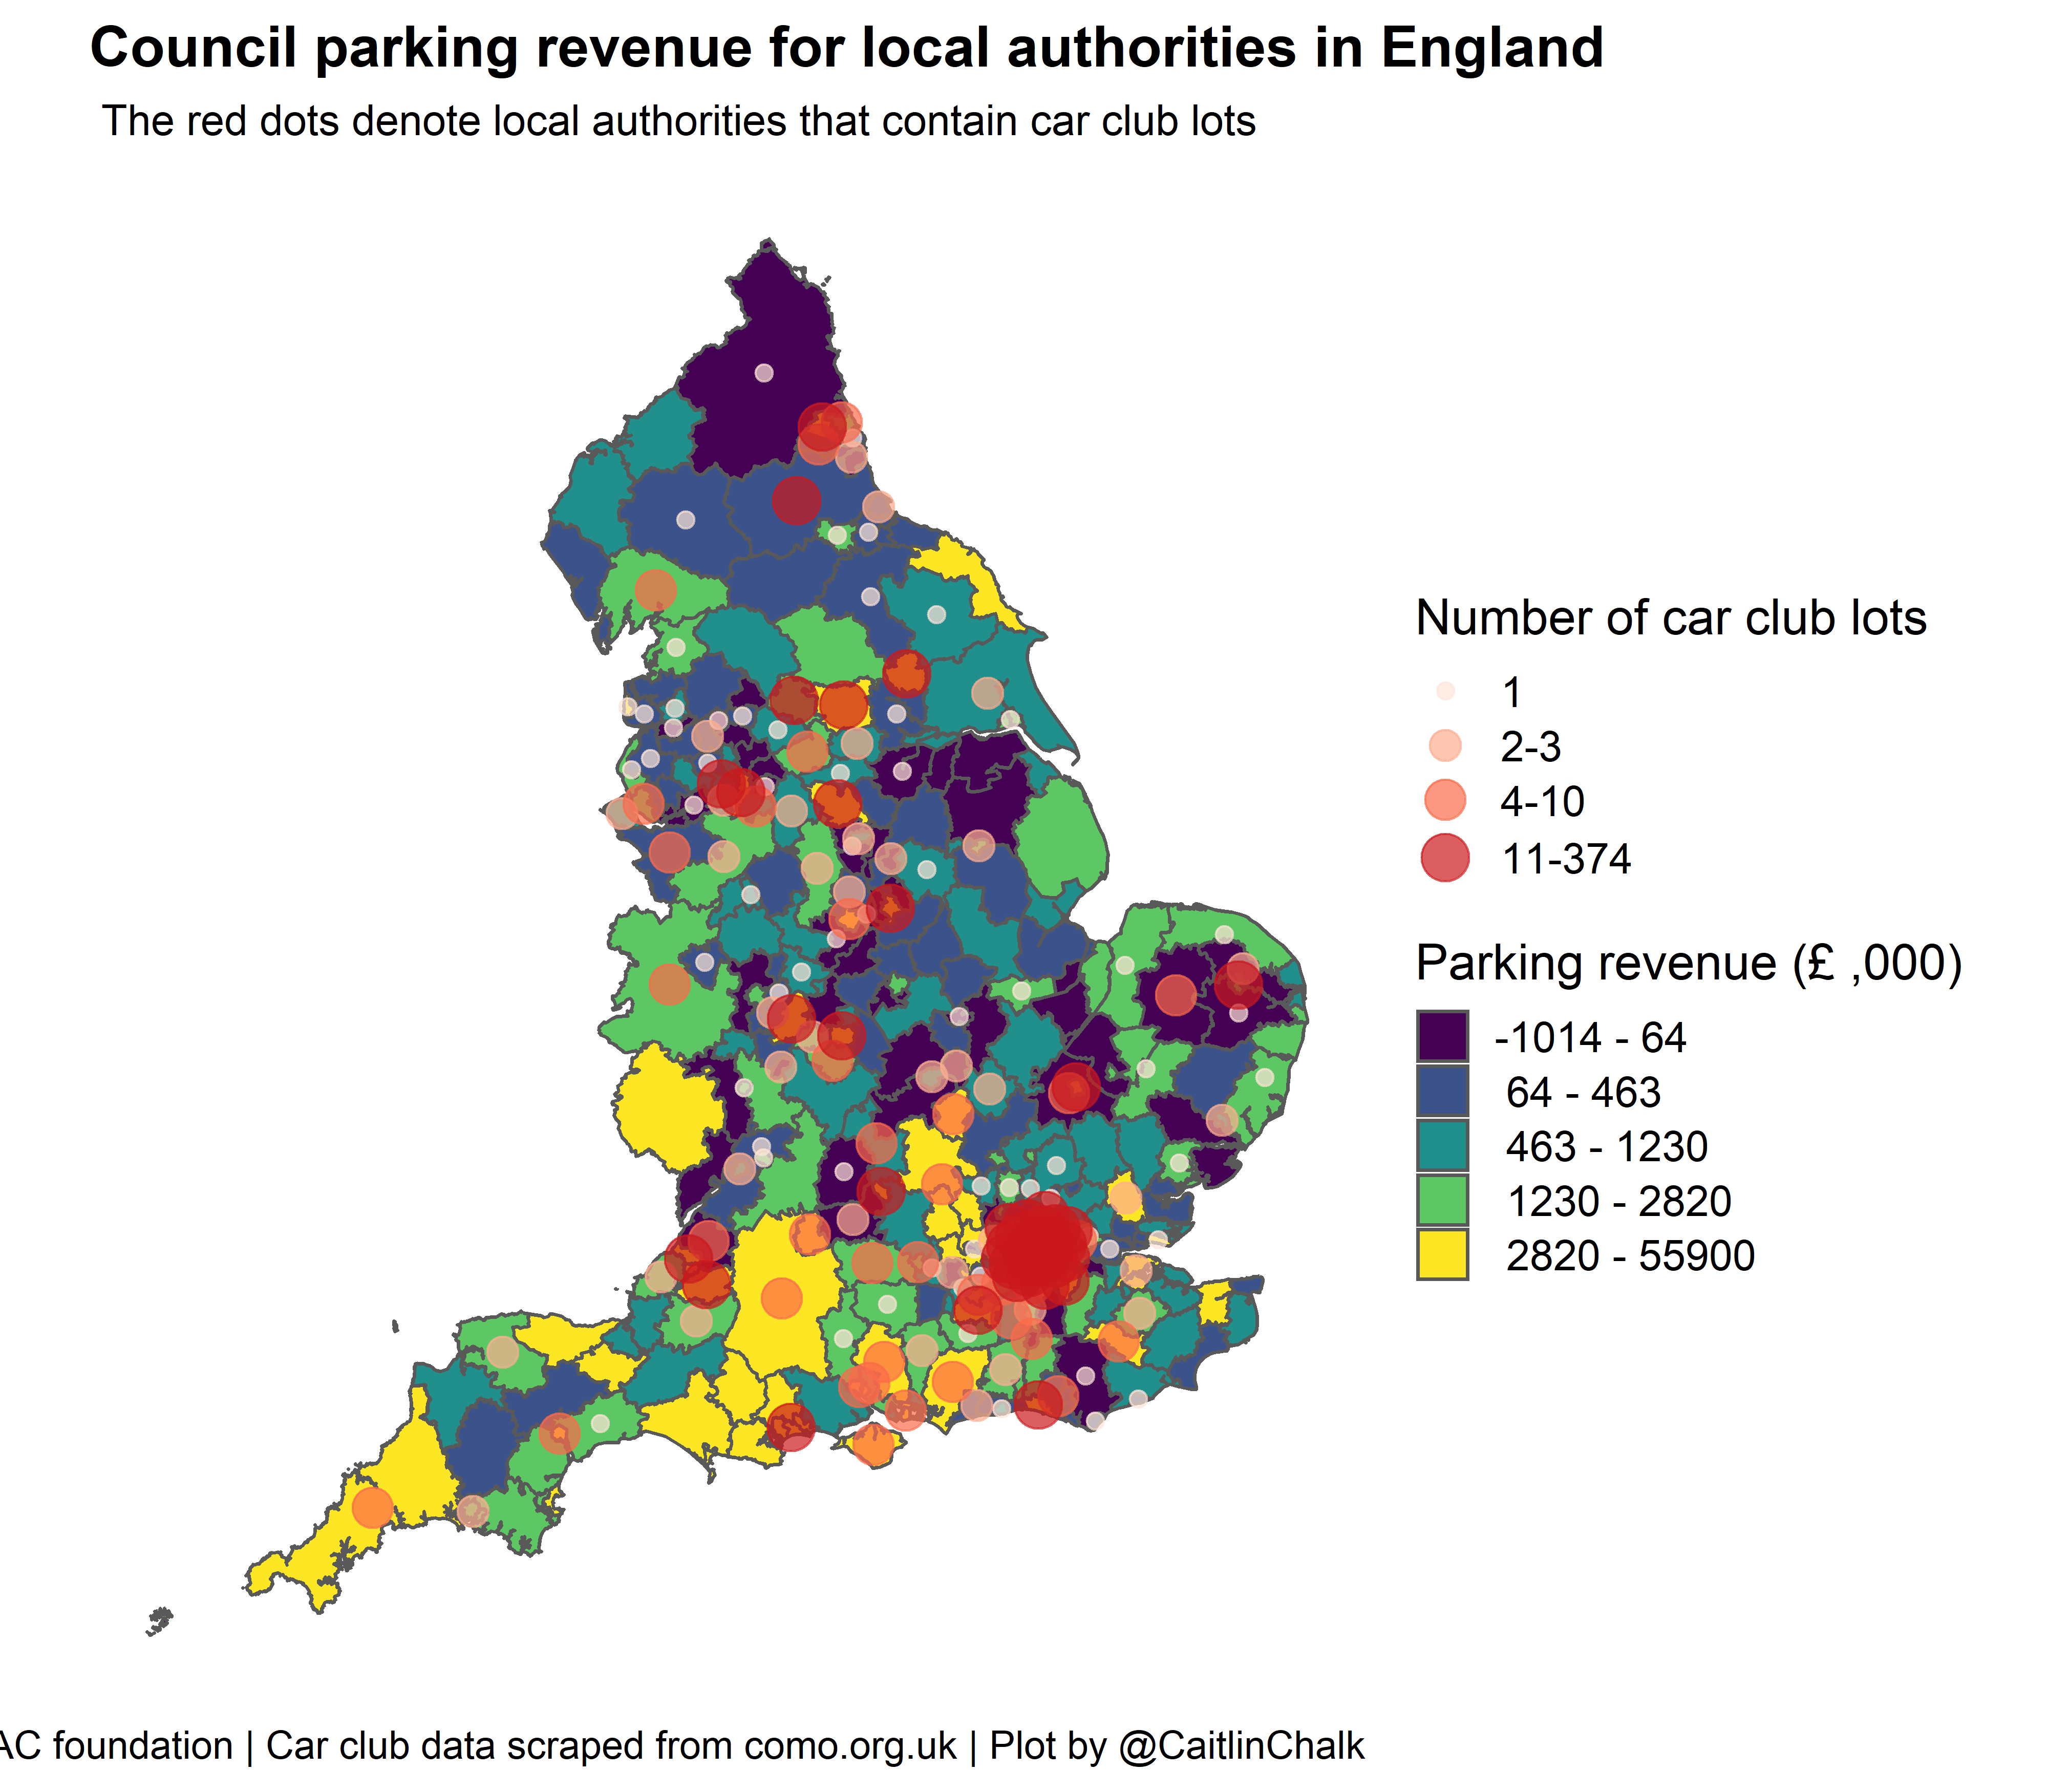 Council parking revenue for local authorities in England
The red dots denote local authorities that contain car club lots
Number of car club lots
1
2-3
4-10
11-374
Parking revenue (£ ,000)
-1014 - 64
64 - 463
463 - 1230
1230 - 2820
2820 - 55900
AC foundation | Car club data scraped from como.org.uk | Plot by @CaitlinChalk